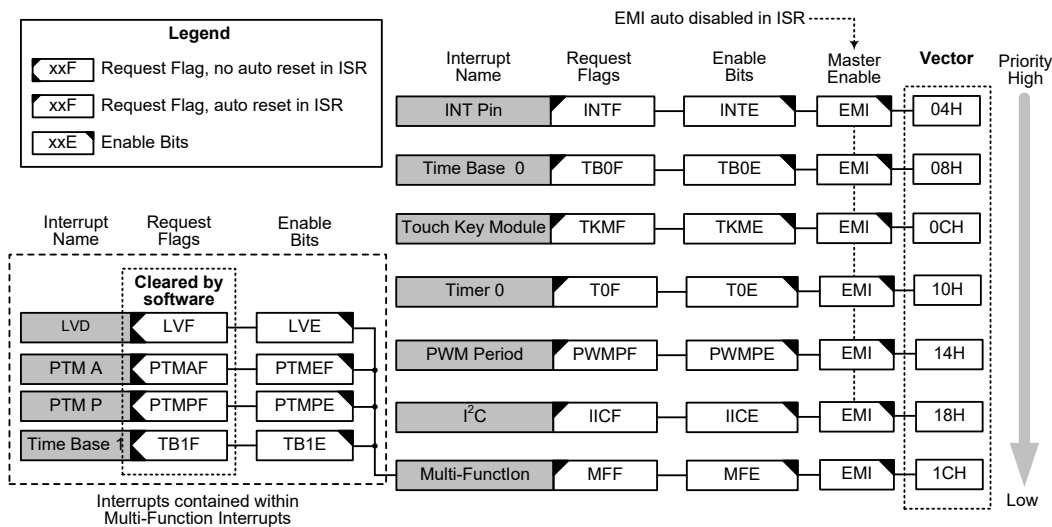 EMI auto disabled in ISR
Legend
xxF Request Flag, no auto reset in ISR
xxF Request Flag, auto reset in ISR
xxE Enable Bits
Interrupt
Name
Request
Flags
Enable
Bits
Master
Enable
Vector
Priority
High
INT Pin INTF INTE EMI 04H
Time Base 0 TB0F TB0E EMI 08H
Touch Key Module TKMF TKME EMI 0CH
Timer 0 T0F T0E EMI 10H
PWM Period PWMPF PWMPE EMI 14H
I²C IICF IICE EMI 18H
Multi-Function MFF MFE EMI 1CH
Low
Interrupt
Name
Request
Flags
Enable
Bits
Cleared by
software
LVD LVF LVE
PTM A PTMAF PTMEF
PTM P PTMPF PTMPE
Time Base 1 TB1F TB1E
Interrupts contained within
Multi-Function Interrupts